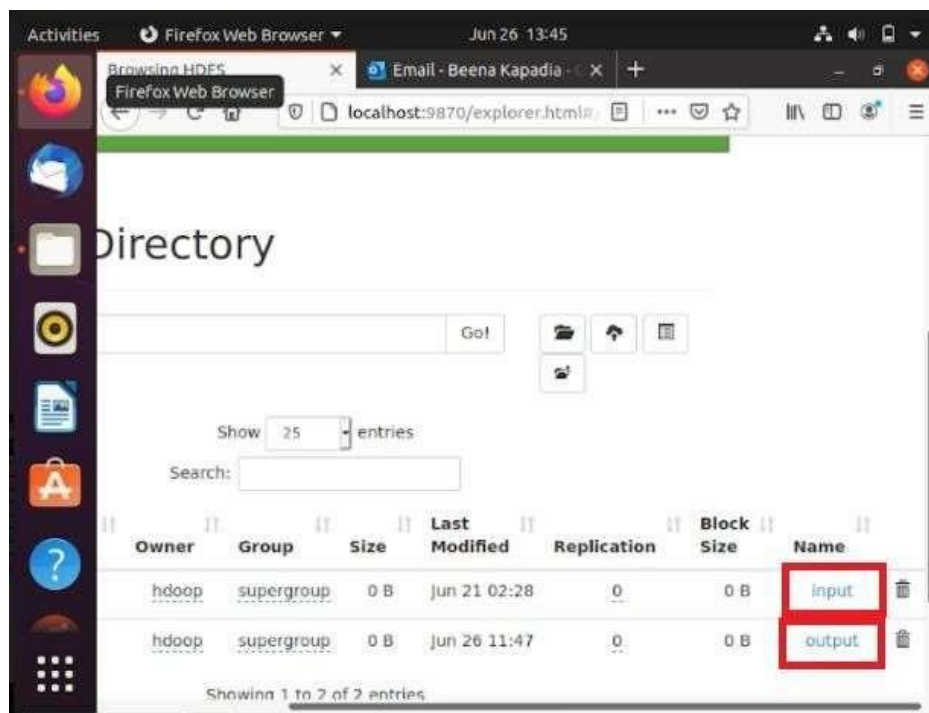 Activities Firefox Web Browser Jun 26 13:45
Browsing HDFS Email - Beena Kapadia -
Firefox Web Browser
localhost:9870/explorer.html#
Directory
Go!
Show 25 entries
Search:
Owner Group Size Last Modified Replication Block Size Name
hdoop supergroup 0 B Jun 21 02:28 0 0 B input
hdoop supergroup 0 B Jun 26 11:47 0 0 B output
Showing 1 to 2 of 2 entries